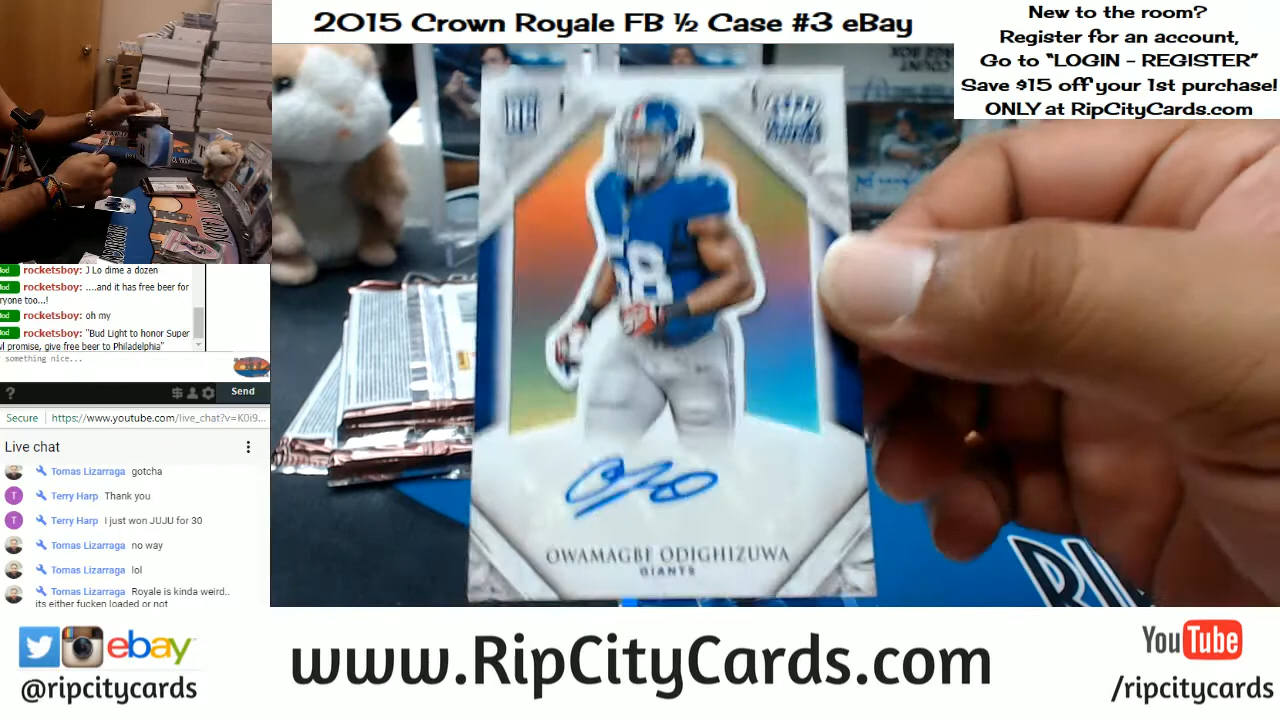 2015 Crown Royale FB ½ Case #3 eBay
New to the room?
Register for an account,
Go to “LOGIN - REGISTER”
Save $15 off your 1st purchase!
ONLY at RipCityCards.com
rocketsboy: J Lo dime a dozen
rocketsboy: ....and it has free beer for
ryone too...!
rocketsboy: oh my
rocketsboy: "Bud Light to honor Super
promise, give free beer to Philadelphia"
something nice...
? Send
Secure https://www.youtube.com/live_chat?v=K0i9...
Live chat
Tomas Lizarraga gotcha
T Terry Harp Thank you
T Terry Harp I just won JUJU for 30
Tomas Lizarraga no way
Tomas Lizarraga lol
Tomas Lizarraga Royale is kinda weird..
its either fucken loaded or not
58
OWAMAGBE ODIGHIZUWA
GIANTS
ebay
@ripcitycards
www.RipCityCards.com
YouTube
/ripcitycards